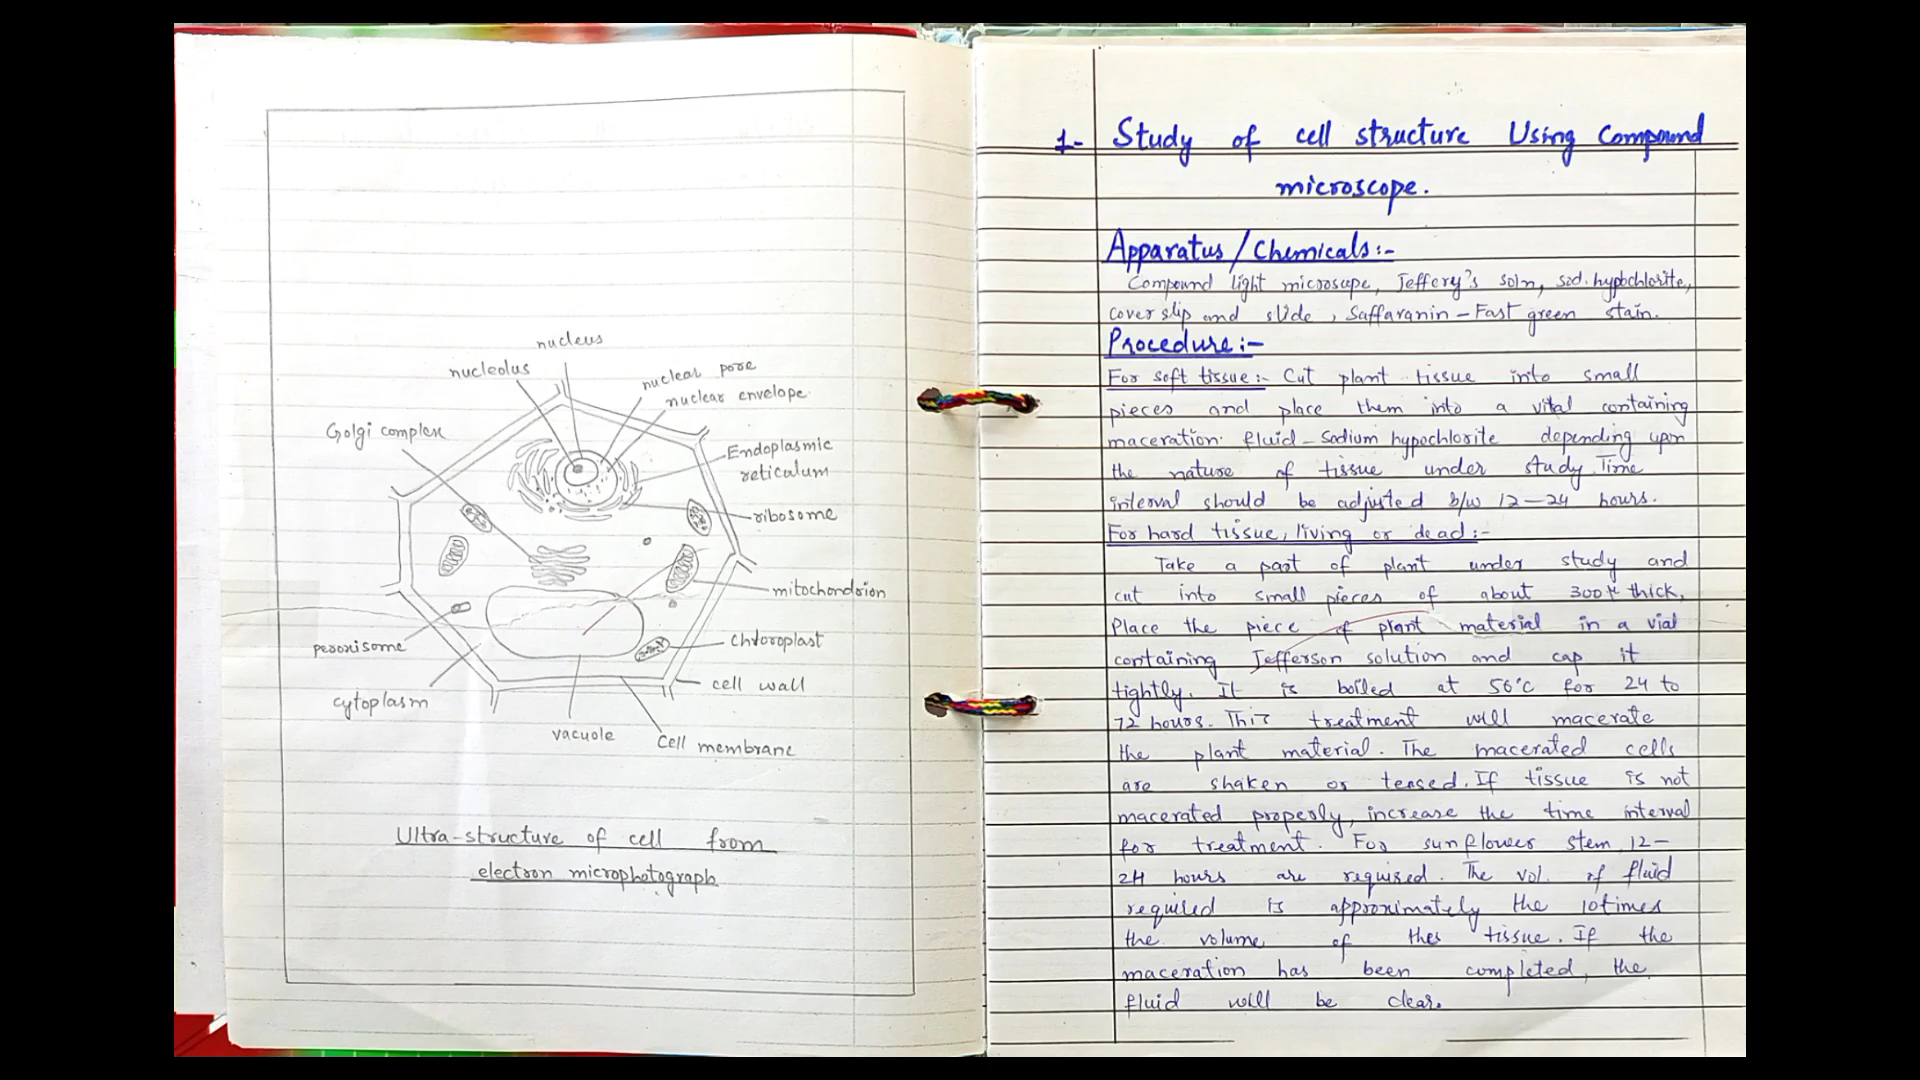 nucleus
nucleolus
nuclear pore
nuclear envelope
Golgi complex
Endoplasmic
reticulum
ribosome
mitochondrion
peroxisome
chloroplast
cell wall
cytoplasm
vacuole
cell membrane
Ultra-structure of cell from
electron microphotograph
1- Study of cell structure Using Compound
microscope.
Apparatus/Chemicals:-
Compound light microscope, Jeffery's soln, sod. hypochlorite,
cover slip and slide, Saffaranin - Fast green stain.
Procedure:-
For soft tissue:- Cut plant tissue into small
pieces and place them into a vital containing
maceration fluid - Sodium hypochlorite depending upon
the nature of tissue under study. Time
interval should be adjusted b/w 12-24 hours.
For hard tissue, living or dead:-
Take a part of plant under study and
cut into small pieces of about 300µ thick,
Place the piece of plant material in a vial
containing Jefferson solution and cap it
tightly. It is boiled at 56°C for 24 to
72 hours. This treatment will macerate
the plant material. The macerated cells
are shaken or teased. If tissue is not
macerated properly, increase the time interval
for treatment. For sunflower stem, 12-
24 hours are required. The vol. of fluid
required is approximately the 10times
the volume of thes tissue. If the
maceration has been completed, the
fluid will be clear.